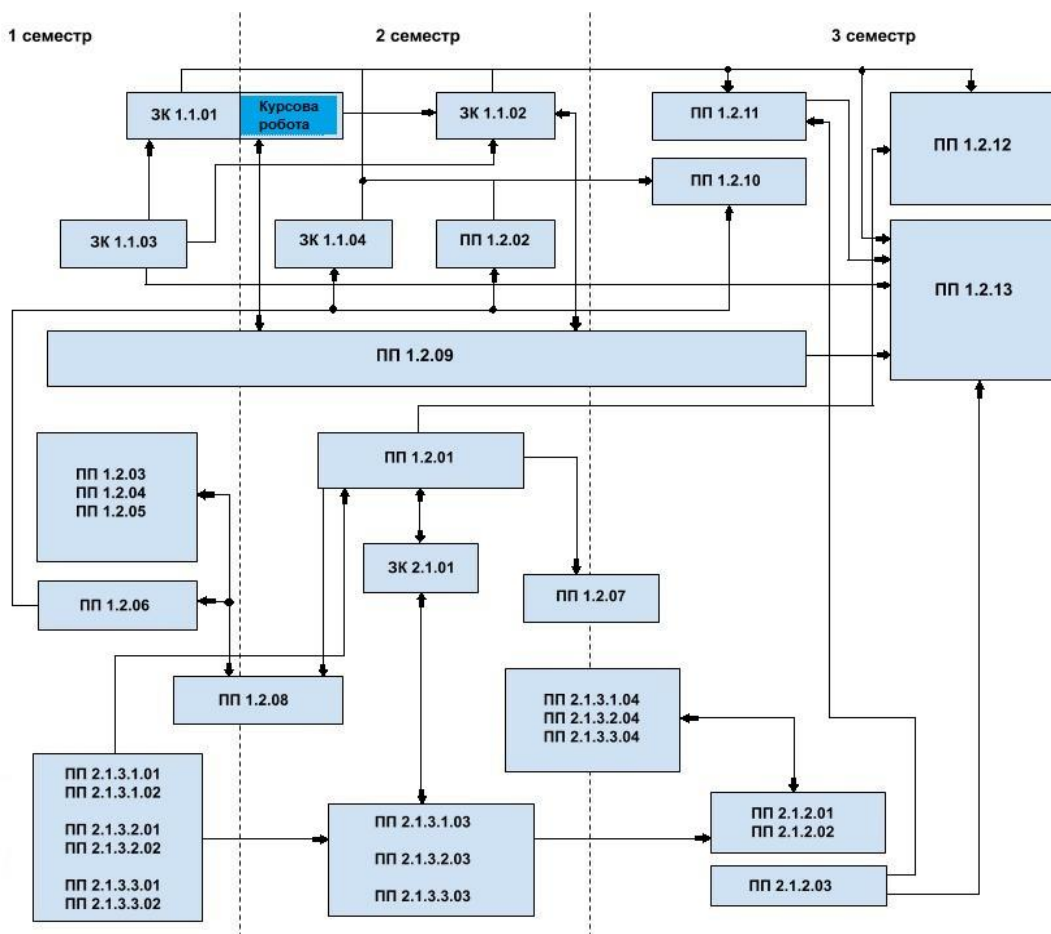 1 семестр
2 семестр
3 семестр
ЗК 1.1.01
Курсова
робота
ЗК 1.1.02
ПП 1.2.11
ПП 1.2.12
ПП 1.2.10
ЗК 1.1.03
ЗК 1.1.04
ПП 1.2.02
ПП 1.2.13
ПП 1.2.09
ПП 1.2.03
ПП 1.2.04
ПП 1.2.05
ПП 1.2.01
ЗК 2.1.01
ПП 1.2.06
ПП 1.2.07
ПП 1.2.08
ПП 2.1.3.1.04
ПП 2.1.3.2.04
ПП 2.1.3.3.04
ПП 2.1.3.1.01
ПП 2.1.3.1.02
ПП 2.1.3.2.01
ПП 2.1.3.2.02
ПП 2.1.3.3.01
ПП 2.1.3.3.02
ПП 2.1.3.1.03
ПП 2.1.3.2.03
ПП 2.1.3.3.03
ПП 2.1.2.01
ПП 2.1.2.02
ПП 2.1.2.03